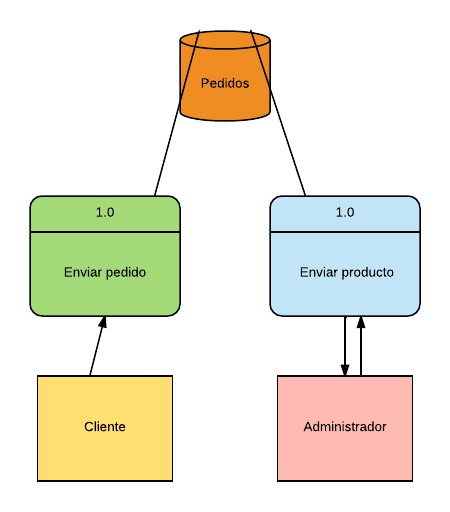 Pedidos
1.0
Enviar pedido
1.0
Enviar producto
Cliente
Administrador